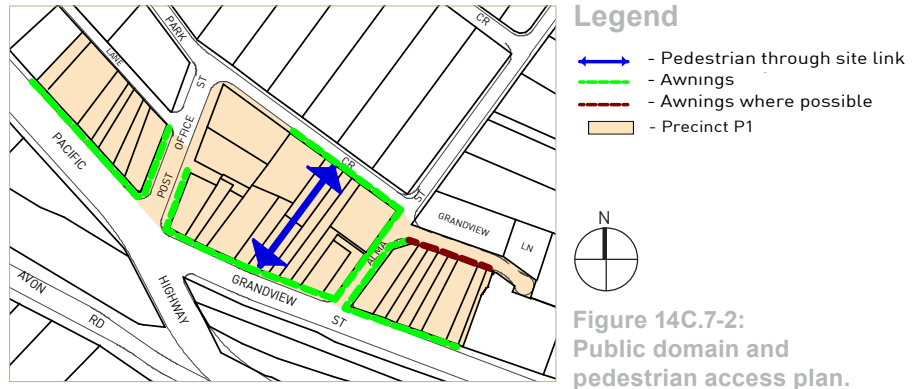 CR
PARK
LANE
ST
OFFICE
POST
PACIFIC
CR
ST
GRANDVIEW
LN
ALMA
GRANDVIEW
ST
HIGHWAY
AVON
RD
Legend
- Pedestrian through site link
- Awnings
- Awnings where possible
- Precinct P1
N
Figure 14C.7-2:
Public domain and
pedestrian access plan.